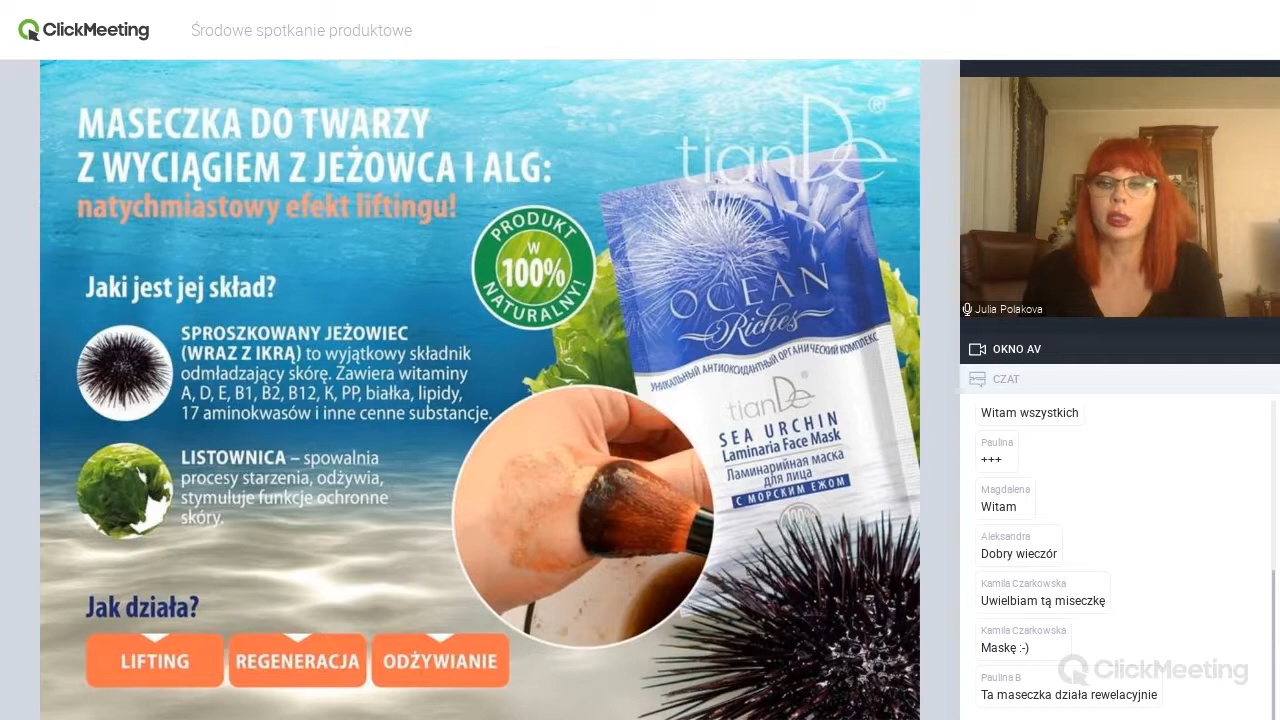 ClickMeeting
Środowe spotkanie produktowe
MASECZKA DO TWARZY
Z WYCIĄGIEM Z JEŻOWCA I ALG:
natychmiastowy efekt liftingu!
tianDe®
PRODUKT
W
100%
NATURALNY!
Jaki jest jej skład?
SPROSZKOWANY JEŻOWIEC
(WRAZ Z IKRĄ) to wyjątkowy składnik
odmładzający skórę. Zawiera witaminy
A, D, E, B1, B2, B12, K, PP, białka, lipidy,
17 aminokwasów i inne cenne substancje.
LISTOWNICA – spowalnia
procesy starzenia, odżywia,
stymuluje funkcje ochronne
skóry.
OCEAN
Riches
УНИКАЛЬНЫЙ АНТИОКСИДАНТНЫЙ ОРГАНИЧЕСКИЙ КОМПЛЕКС
tianDe
SEA URCHIN
Laminaria Face Mask
Ламинарийная маска
для лица
С МОРСКИМ ЕЖОМ
100%
Jak działa?
LIFTING
REGENERACJA
ODŻYWIANIE
Julia Polakova
OKNO AV
CZAT
Witam wszystkich
Paulina
+++
Magdalena
Witam
Aleksandra
Dobry wieczór
Kamila Czarkowska
Uwielbiam tą miseczkę
Kamila Czarkowska
Maskę :-)
Paulina B
Ta maseczka działa rewelacyjnie
ClickMeeting